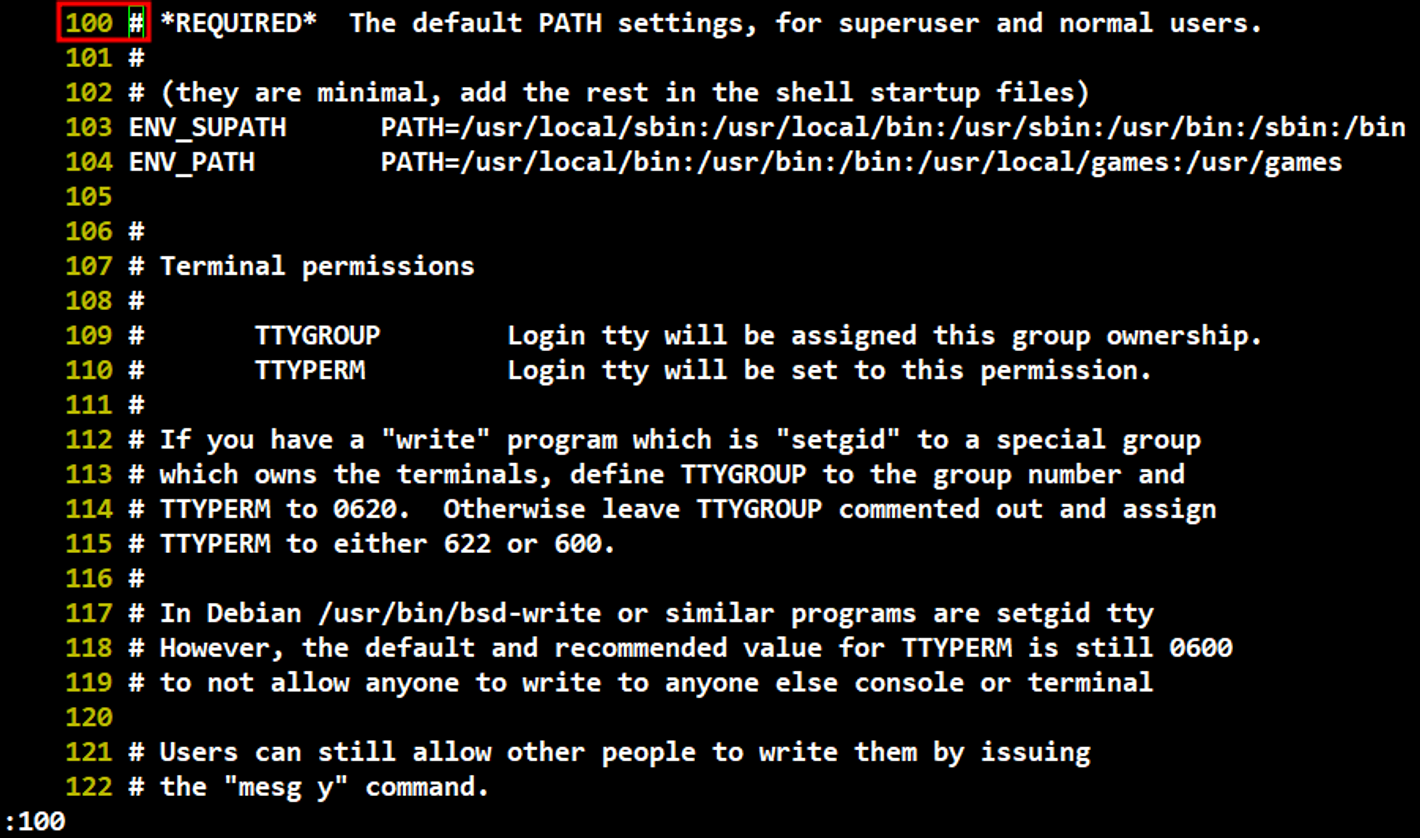 100 # *REQUIRED*  The default PATH settings, for superuser and normal users.
101 #
102 # (they are minimal, add the rest in the shell startup files)
103 ENV_SUPATH      PATH=/usr/local/sbin:/usr/local/bin:/usr/sbin:/usr/bin:/sbin:/bin
104 ENV_PATH        PATH=/usr/local/bin:/usr/bin:/bin:/usr/local/games:/usr/games
105
106 #
107 # Terminal permissions
108 #
109 #       TTYGROUP        Login tty will be assigned this group ownership.
110 #       TTYPERM         Login tty will be set to this permission.
111 #
112 # If you have a "write" program which is "setgid" to a special group
113 # which owns the terminals, define TTYGROUP to the group number and
114 # TTYPERM to 0620.  Otherwise leave TTYGROUP commented out and assign
115 # TTYPERM to either 622 or 600.
116 #
117 # In Debian /usr/bin/bsd-write or similar programs are setgid tty
118 # However, the default and recommended value for TTYPERM is still 0600
119 # to not allow anyone to write to anyone else console or terminal
120
121 # Users can still allow other people to write them by issuing
122 # the "mesg y" command.
:100